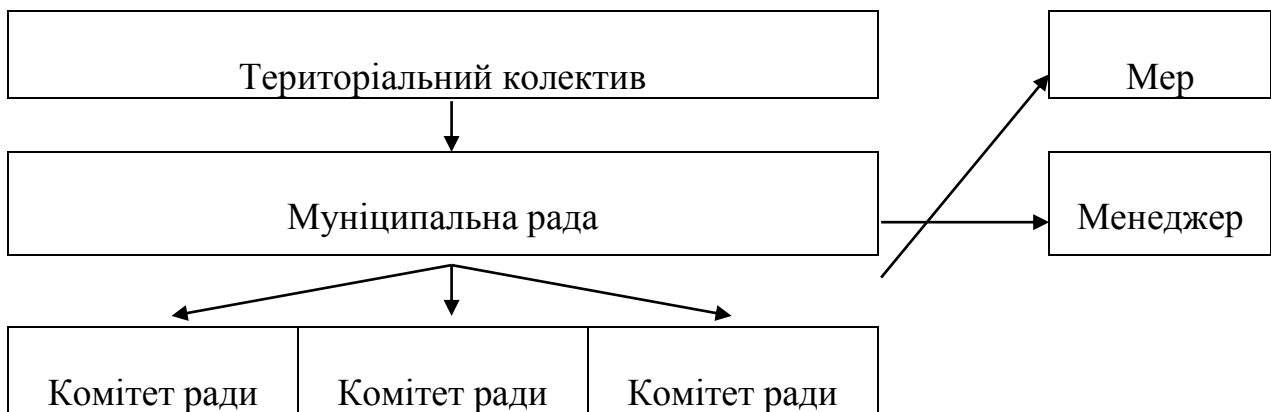 Територіальний колектив
Мер
Муніципальна рада
Менеджер
Комітет ради
Комітет ради
Комітет ради